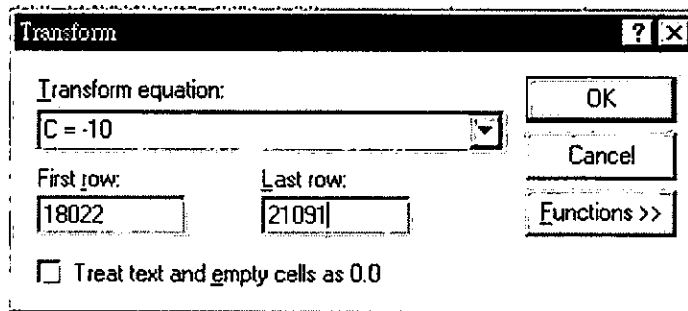 Transform
Transform equation:
C = -10
OK
Cancel
First row:
Last row:
18022
21091
Functions >>
Treat text and empty cells as 0.0